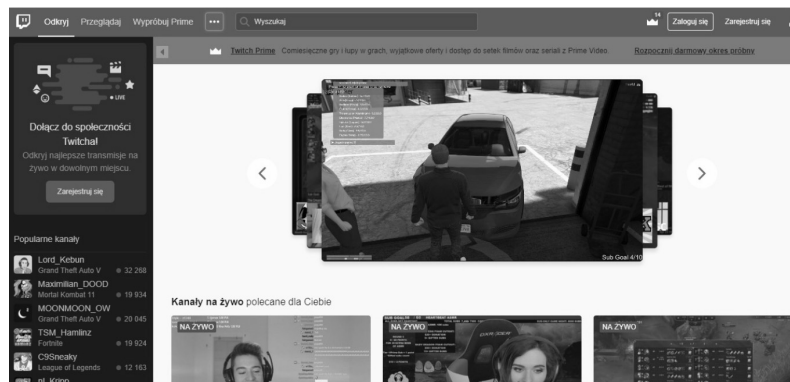 Odkryj Przeglądaj Wypróbuj Prime ••• Wyszukaj 14 Zaloguj się Zarejestruj się
Twitch Prime Comiesięczne gry i łupy w grach, wyjątkowe oferty i dostęp do setek filmów oraz seriali z Prime Video. Rozpocznij darmowy okres próbny
LIVE
Dołącz do społeczności
Twitcha!
Odkryj najlepsze transmisje na
żywo w dowolnym miejscu.
Zarejestruj się
Sub Goal 4/10
Popularne kanały
Lord_Kebun
Grand Theft Auto V 32 268
Maximilian_DOOD
Mortal Kombat 11 19 934
MOONMOON_OW
Grand Theft Auto V 20 045
TSM_Hamlinz
Fortnite 19 924
C9Sneaky
League of Legends 12 163
nl_Kripp
Kanały na żywo polecane dla Ciebie
NA ŻYWO
NA ŻYWO
NA ŻYWO